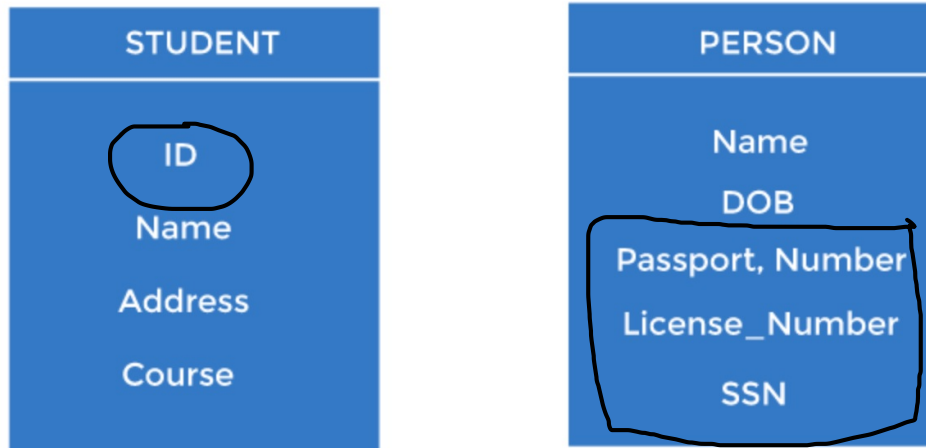 STUDENT
ID
Name
Address
Course
PERSON
Name
DOB
Passport, Number
License_Number
SSN